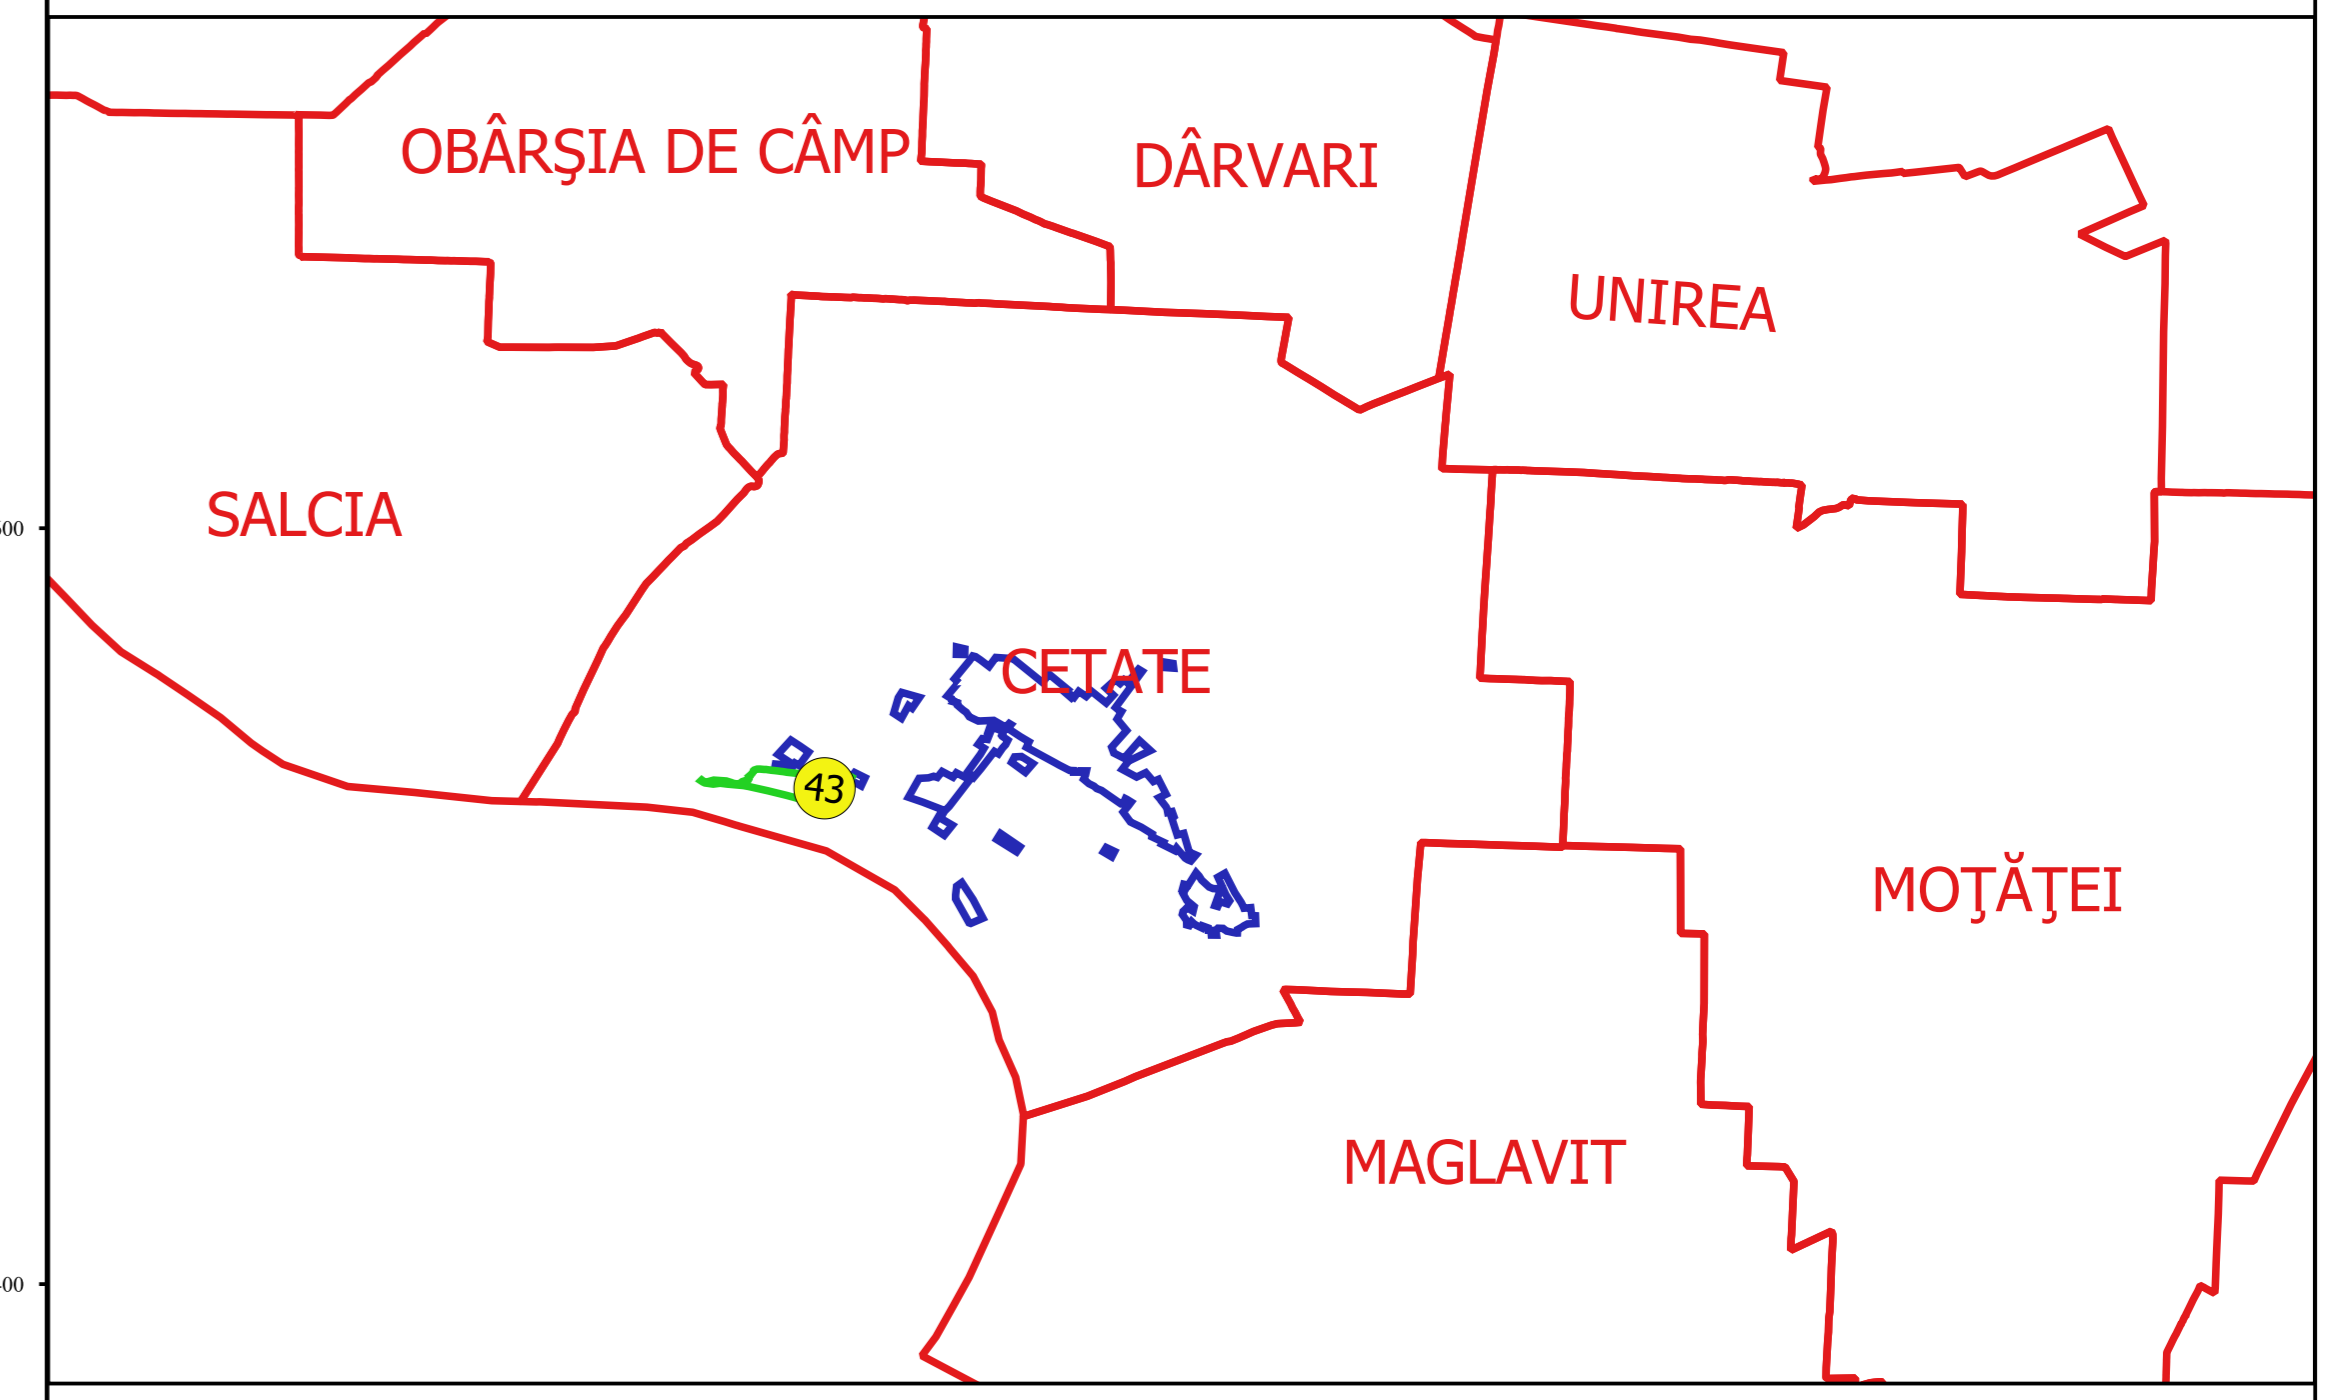 OBÂRŞIA DE CÂMP
DÂRVARI
UNIREA
SALCIA
CETATE
43
MOŢĂŢEI
MAGLAVIT